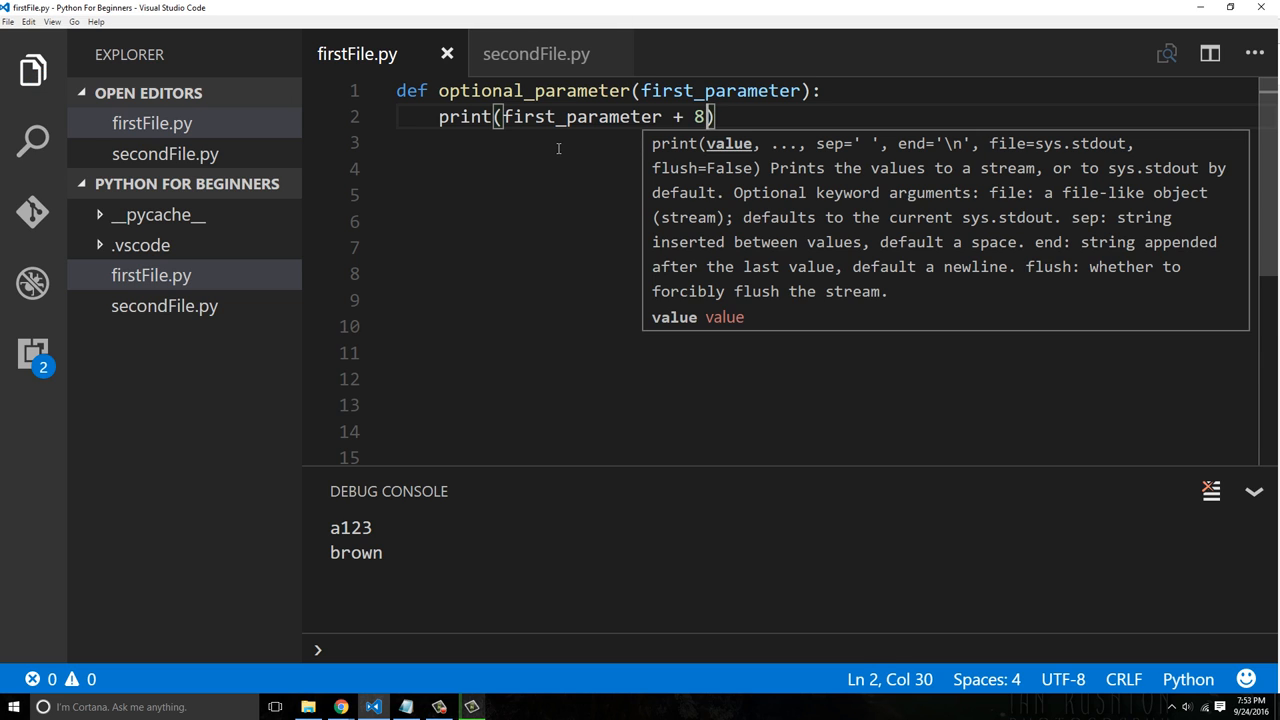 firstFile.py - Python For Beginners - Visual Studio Code
File Edit View Go Help
EXPLORER
OPEN EDITORS
firstFile.py
secondFile.py
PYTHON FOR BEGINNERS
__pycache__
.vscode
firstFile.py
secondFile.py
2
firstFile.py secondFile.py
1 def optional_parameter(first_parameter):
2 print(first_parameter + 8)
3
4
5
6
7
8
9
10
11
12
13
14
15
print(value, ..., sep=' ', end='\n', file=sys.stdout,
flush=False) Prints the values to a stream, or to sys.stdout by
default. Optional keyword arguments: file: a file-like object
(stream); defaults to the current sys.stdout. sep: string
inserted between values, default a space. end: string appended
after the last value, default a newline. flush: whether to
forcibly flush the stream.
value value
DEBUG CONSOLE
a123
brown
0 0 Ln 2, Col 30 Spaces: 4 UTF-8 CRLF Python
I'm Cortana. Ask me anything.
7:53 PM
9/24/2016